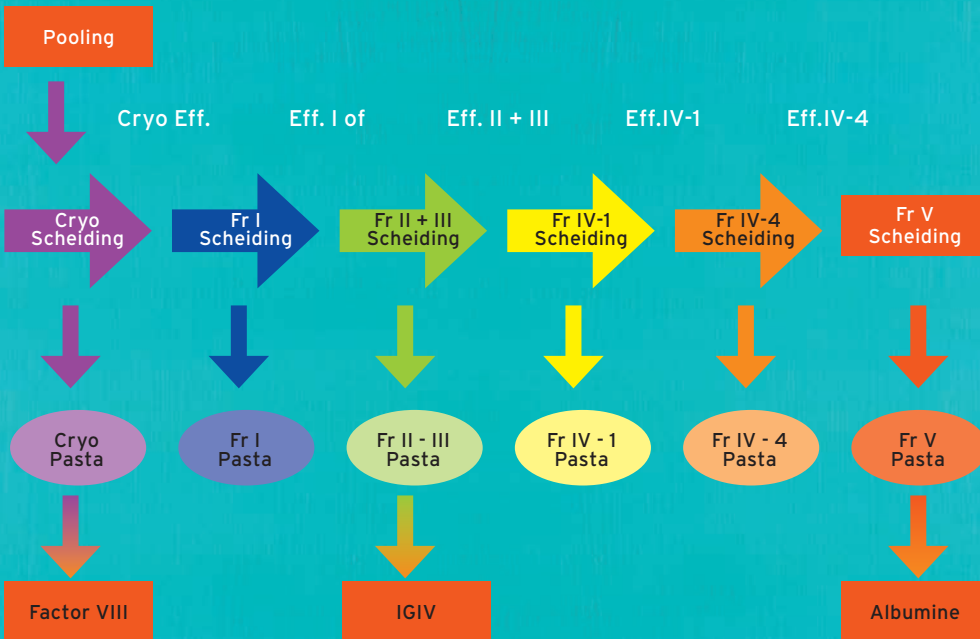 Pooling
Cryo Eff.
Eff. I of
Eff. II + III
Eff.IV-1
Eff.IV-4
Cryo
Scheiding
Fr I
Scheiding
Fr II + III
Scheiding
Fr IV-1
Scheiding
Fr IV-4
Scheiding
Fr V
Scheiding
Cryo
Pasta
Fr I
Pasta
Fr II - III
Pasta
Fr IV - 1
Pasta
Fr IV - 4
Pasta
Fr V
Pasta
Factor VIII
IGIV
Albumine